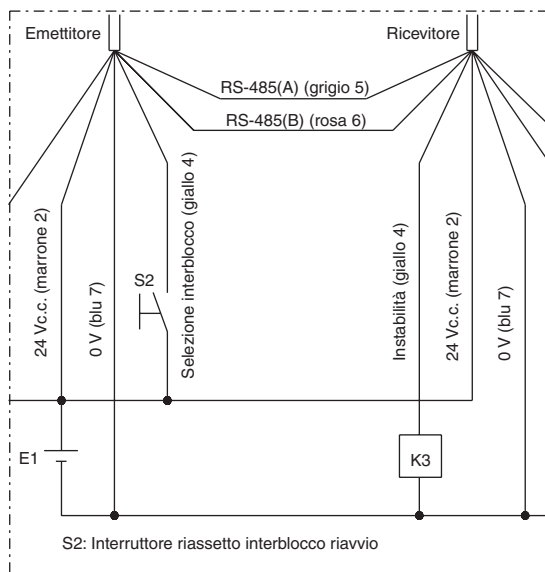 Emettitore
Ricevitore
RS-485(A) (grigio 5)
RS-485(B) (rosa 6)
24 Vc.c. (marrone 2)
0 V (blu 7)
S2
Selezione interblocco (giallo 4)
Instabilità (giallo 4)
24 Vc.c. (marrone 2)
0 V (blu 7)
E1
K3
S2: Interruttore riassetto interblocco riavvio